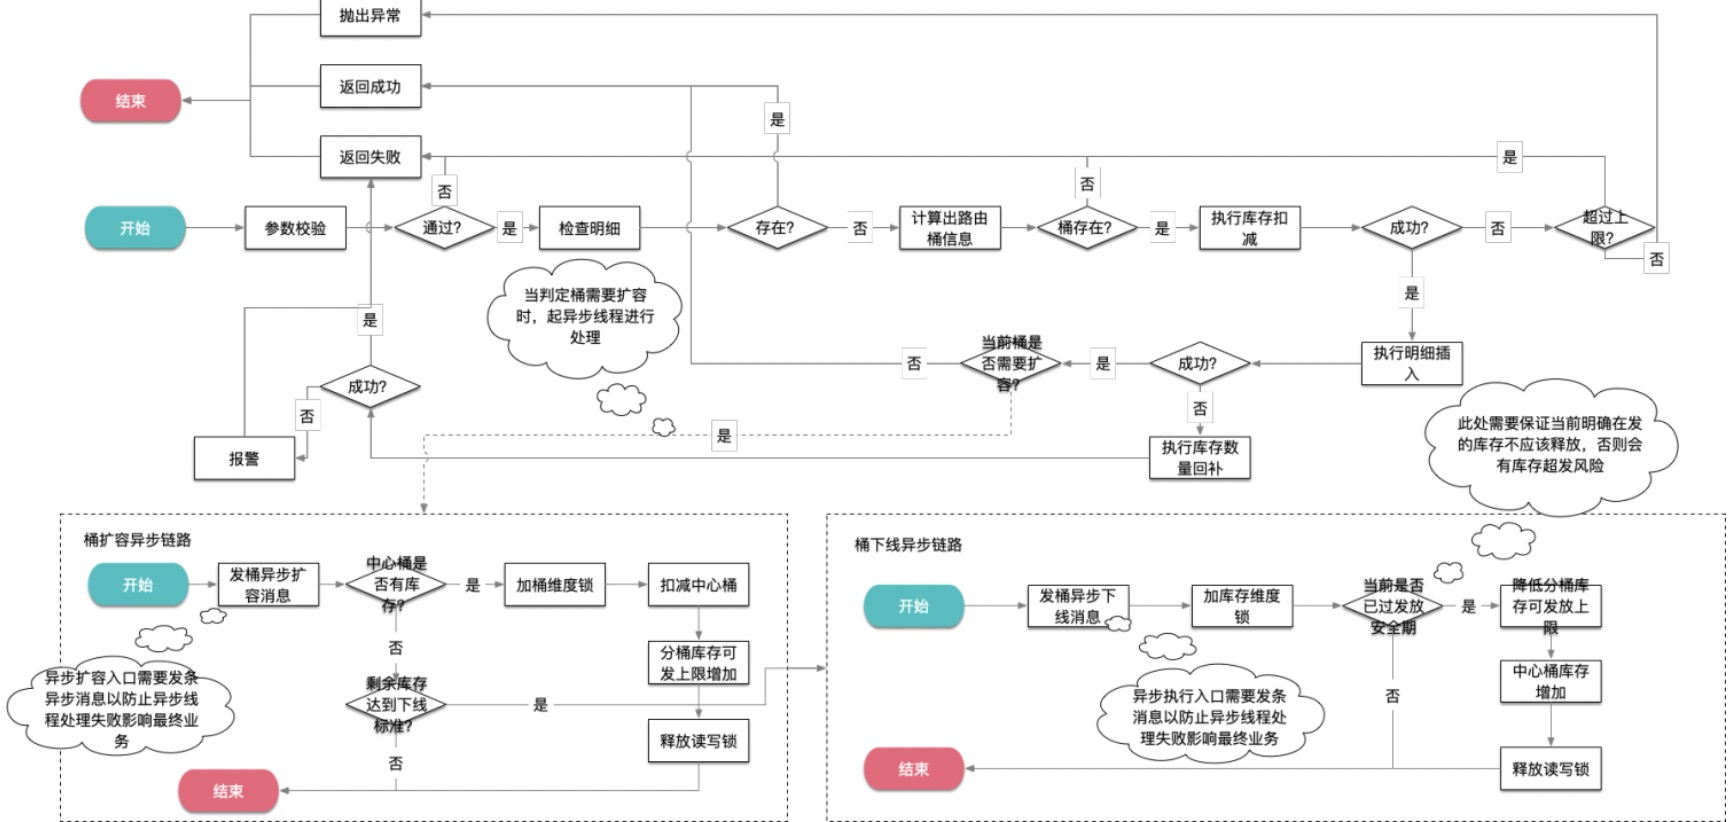 抛出异常
结束
返回成功
是
返回失败
是
否
否
开始
参数校验
通过?
是
检查明细
存在?
否
计算出路由
桶信息
桶存在?
是
执行库存扣
减
成功?
否
超过上
限?
否
当判定桶需要扩容
时，起异步线程进行
处理
是
是
否
当前桶是
否需要扩
容?
是
成功?
执行明细插
入
成功?
否
否
是
报警
执行库存数
量回补
此处需要保证当前明确在发
的库存不应该释放，否则会
有库存超发风险
桶扩容异步链路
开始
发桶异步扩
容消息
中心桶是
否有库
存?
是
加桶维度锁
扣减中心桶
否
分桶库存可
发上限增加
异步扩容入口需要发条
异步消息以防止异步线
程处理失败影响最终业
务
剩余库存
达到下线
标准?
是
释放读写锁
否
结束
桶下线异步链路
开始
发桶异步下
线消息
加库存维度
锁
当前是否
已过发放
安全期
是
降低分桶库
存可发放上
限
中心桶库存
增加
否
异步执行入口需要发条
消息以防止异步线程处
理失败影响最终业务
结束
释放读写锁